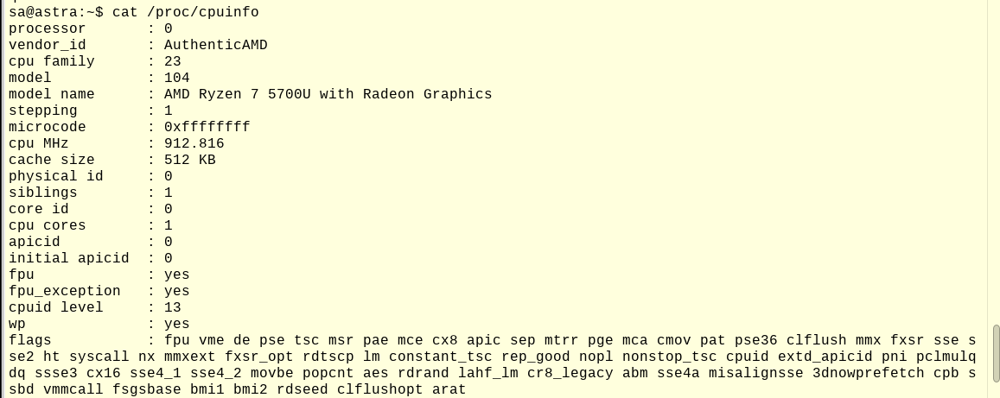 sa@astra:~$ cat /proc/cpuinfo
processor       : 0
vendor_id       : AuthenticAMD
cpu family      : 23
model           : 104
model name      : AMD Ryzen 7 5700U with Radeon Graphics
stepping        : 1
microcode       : 0xffffffff
cpu MHz         : 912.816
cache size      : 512 KB
physical id     : 0
siblings        : 1
core id         : 0
cpu cores       : 1
apicid          : 0
initial apicid  : 0
fpu             : yes
fpu_exception   : yes
cpuid level     : 13
wp              : yes
flags           : fpu vme de pse tsc msr pae mce cx8 apic sep mtrr pge mca cmov pat pse36 clflush mmx fxsr sse s
se2 ht syscall nx mmxext fxsr_opt rdtscp lm constant_tsc rep_good nopl nonstop_tsc cpuid extd_apicid pni pclmulq
dq ssse3 cx16 sse4_1 sse4_2 movbe popcnt aes rdrand lahf_lm cr8_legacy abm sse4a misalignsse 3dnowprefetch cpb s
sbd vmmcall fsgsbase bmi1 bmi2 rdseed clflushopt arat